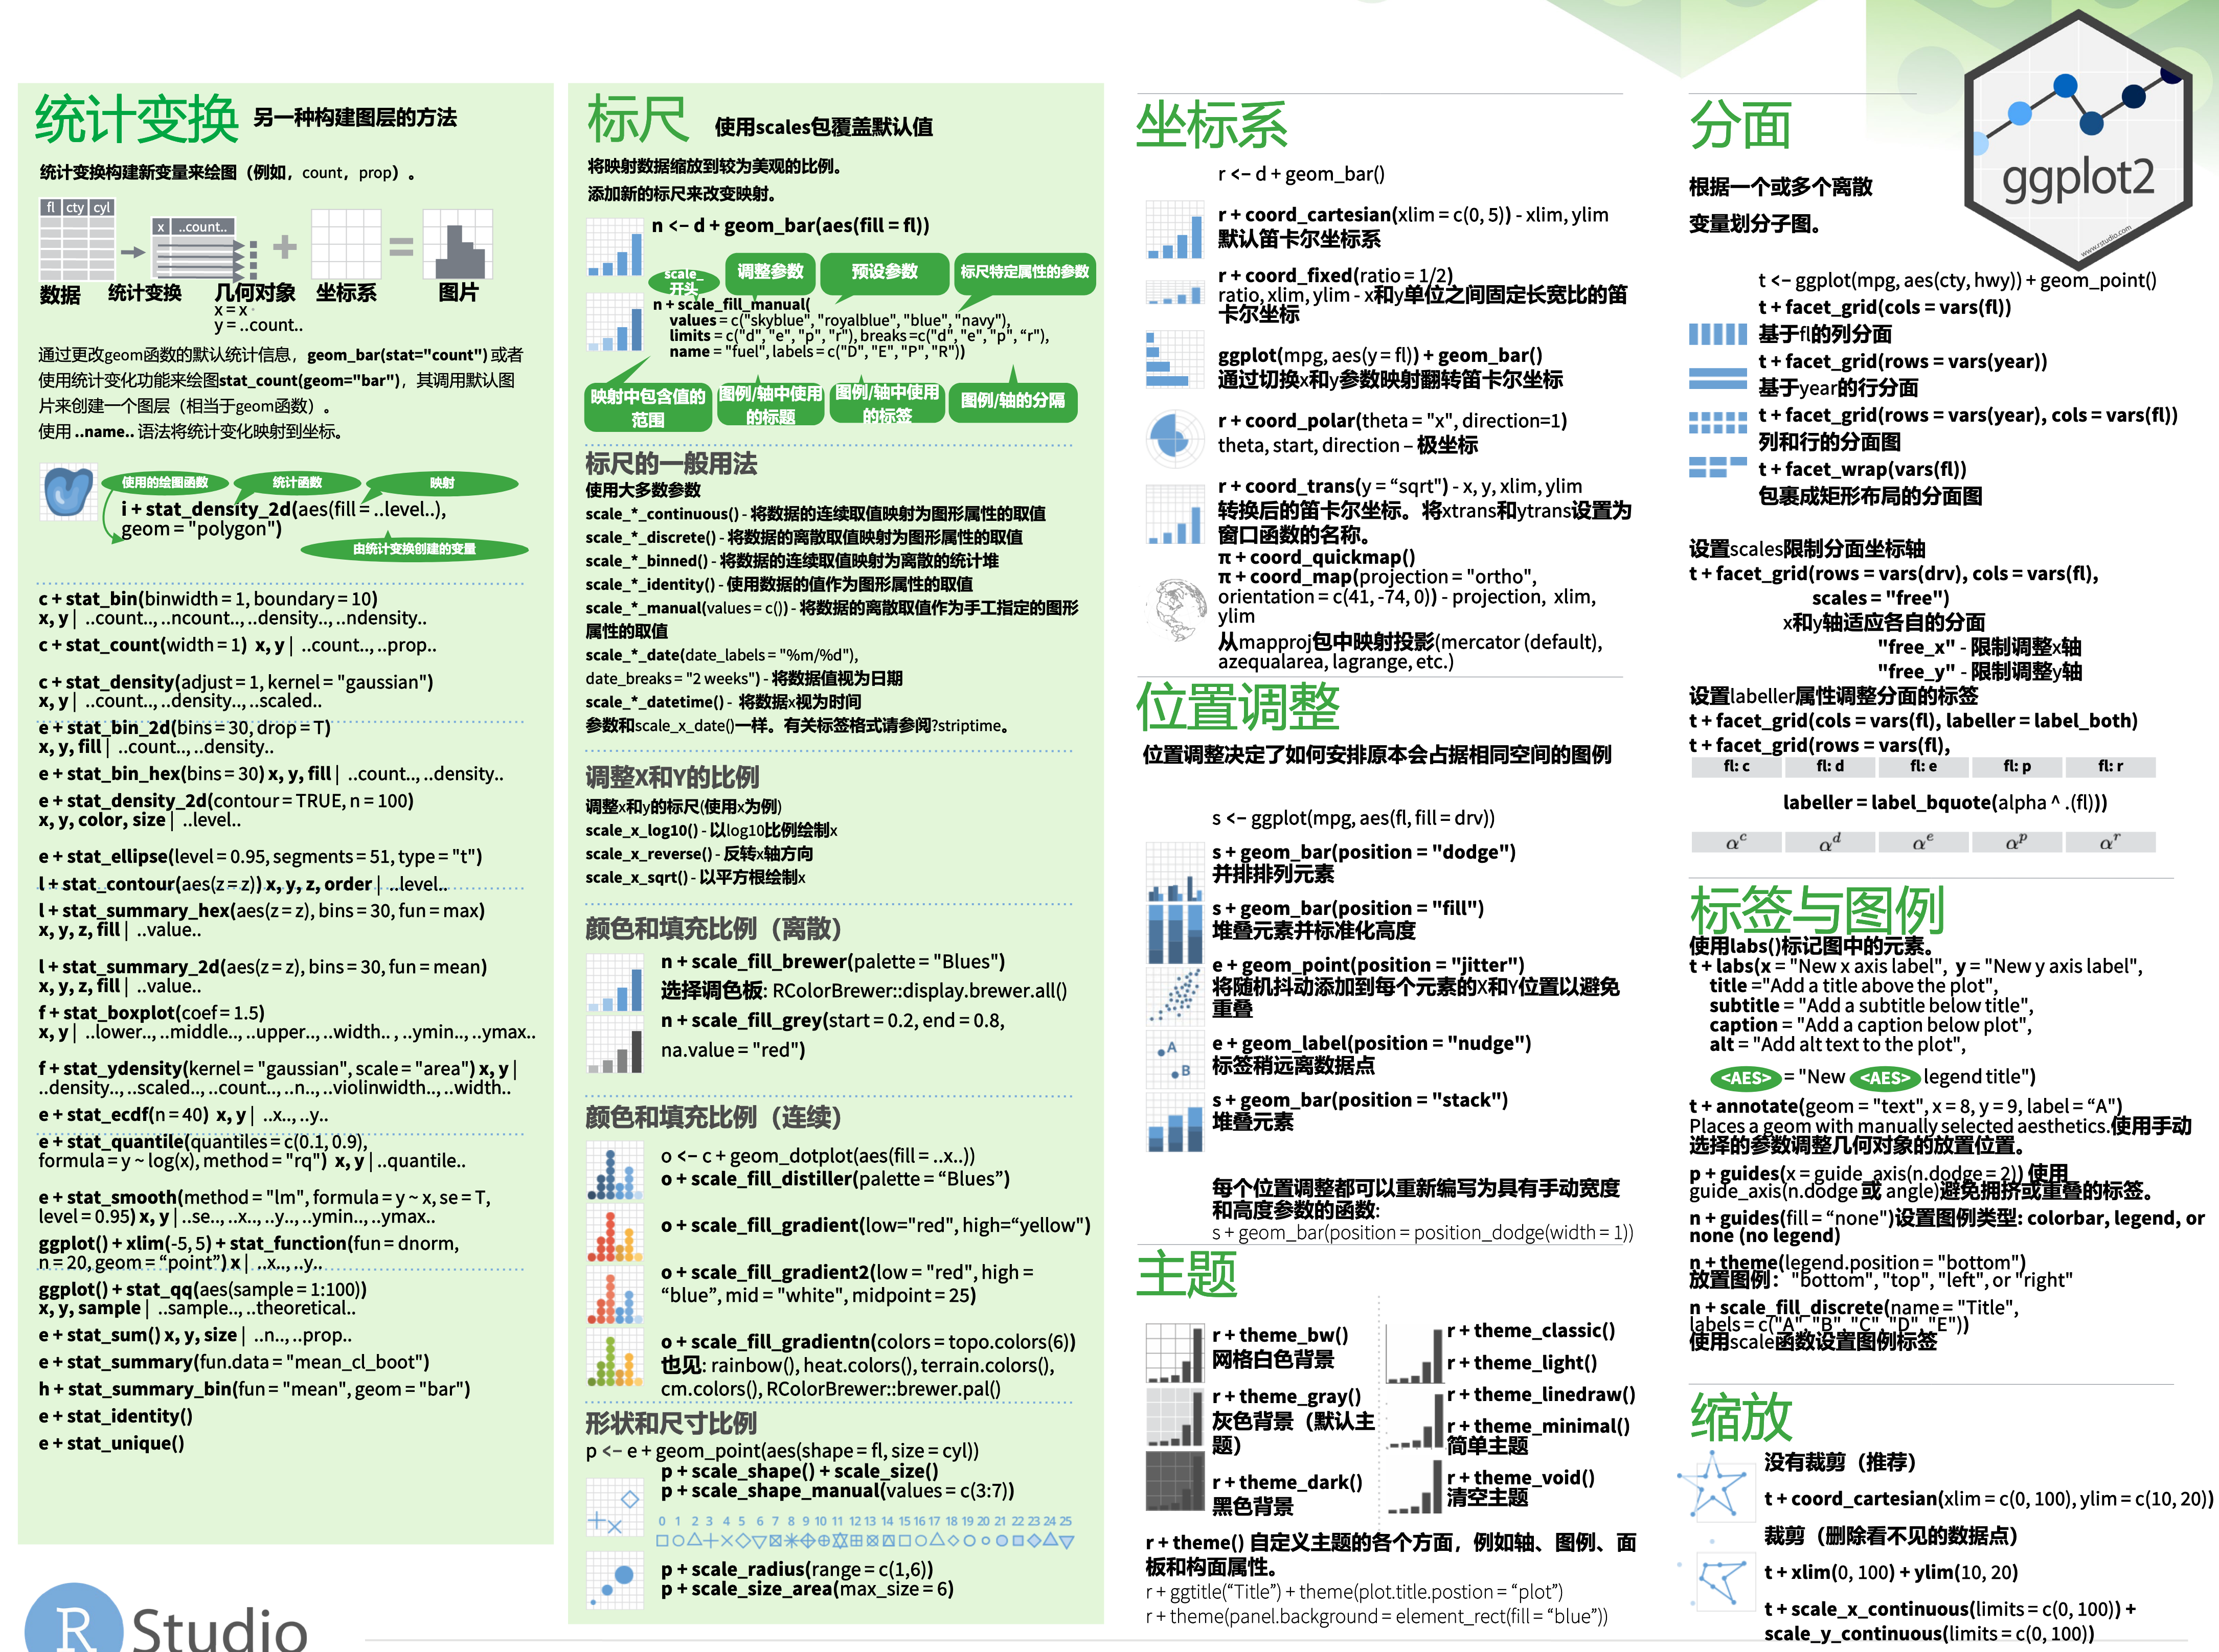 统计变换 另一种构建图层的方法
统计变换构建新变量来绘图（例如，count，prop）。
fl cty cyl
x ..count..
数据 统计变换 几何对象 坐标系 图片
x = x ·
y = ..count..
通过更改geom函数的默认统计信息，geom_bar(stat="count") 或者
使用统计变化功能来绘图stat_count(geom="bar")，其调用默认图
片来创建一个图层（相当于geom函数）。
使用 ..name.. 语法将统计变化映射到坐标。
使用的绘图函数 统计函数 映射
i + stat_density_2d(aes(fill = ..level..),
geom = "polygon")
由统计变换创建的变量
c + stat_bin(binwidth = 1, boundary = 10)
x, y | ..count.., ..ncount.., ..density.., ..ndensity..
c + stat_count(width = 1) x, y | ..count.., ..prop..
c + stat_density(adjust = 1, kernel = "gaussian")
x, y | ..count.., ..density.., ..scaled..
e + stat_bin_2d(bins = 30, drop = T)
x, y, fill | ..count.., ..density..
e + stat_bin_hex(bins = 30) x, y, fill | ..count.., ..density..
e + stat_density_2d(contour = TRUE, n = 100)
x, y, color, size | ..level..
e + stat_ellipse(level = 0.95, segments = 51, type = "t")
l + stat_contour(aes(z = z)) x, y, z, order | ..level..
l + stat_summary_hex(aes(z = z), bins = 30, fun = max)
x, y, z, fill | ..value..
l + stat_summary_2d(aes(z = z), bins = 30, fun = mean)
x, y, z, fill | ..value..
f + stat_boxplot(coef = 1.5)
x, y | ..lower.., ..middle.., ..upper.., ..width.. , ..ymin.., ..ymax..
f + stat_ydensity(kernel = "gaussian", scale = "area") x, y |
..density.., ..scaled.., ..count.., ..n.., ..violinwidth.., ..width..
e + stat_ecdf(n = 40) x, y | ..x.., ..y..
e + stat_quantile(quantiles = c(0.1, 0.9),
formula = y ~ log(x), method = "rq") x, y | ..quantile..
e + stat_smooth(method = "lm", formula = y ~ x, se = T,
level = 0.95) x, y | ..se.., ..x.., ..y.., ..ymin.., ..ymax..
ggplot() + xlim(-5, 5) + stat_function(fun = dnorm,
n = 20, geom = “point”) x | ..x.., ..y..
ggplot() + stat_qq(aes(sample = 1:100))
x, y, sample | ..sample.., ..theoretical..
e + stat_sum() x, y, size | ..n.., ..prop..
e + stat_summary(fun.data = "mean_cl_boot")
h + stat_summary_bin(fun = "mean", geom = "bar")
e + stat_identity()
e + stat_unique()
R Studio
标尺 使用scales包覆盖默认值
将映射数据缩放到较为美观的比例。
添加新的标尺来改变映射。
n <- d + geom_bar(aes(fill = fl))
scale_ 开头 调整参数 预设参数 标尺特定属性的参数
n + scale_fill_manual(
values = c("skyblue", "royalblue", "blue", "navy"),
limits = c("d", "e", "p", "r"), breaks =c("d", "e", "p", “r"),
name = "fuel", labels = c("D", "E", "P", "R"))
映射中包含值的范围 图例/轴中使用的标题 图例/轴中使用的标签 图例/轴的分隔
标尺的一般用法
使用大多数参数
scale_*_continuous() - 将数据的连续取值映射为图形属性的取值
scale_*_discrete() - 将数据的离散取值映射为图形属性的取值
scale_*_binned() - 将数据的连续取值映射为离散的统计堆
scale_*_identity() - 使用数据的值作为图形属性的取值
scale_*_manual(values = c()) - 将数据的离散取值作为手工指定的图形
属性的取值
scale_*_date(date_labels = "%m/%d"),
date_breaks = "2 weeks") - 将数据值视为日期
scale_*_datetime() - 将数据x视为时间
参数和scale_x_date()一样。有关标签格式请参阅?striptime。
调整X和Y的比例
调整x和y的标尺(使用x为例)
scale_x_log10() - 以log10比例绘制x
scale_x_reverse() - 反转x轴方向
scale_x_sqrt() - 以平方根绘制x
颜色和填充比例（离散）
n + scale_fill_brewer(palette = "Blues")
选择调色板: RColorBrewer::display.brewer.all()
n + scale_fill_grey(start = 0.2, end = 0.8,
na.value = "red")
颜色和填充比例（连续）
o <- c + geom_dotplot(aes(fill = ..x..))
o + scale_fill_distiller(palette = “Blues”)
o + scale_fill_gradient(low="red", high=“yellow")
o + scale_fill_gradient2(low = "red", high =
“blue”, mid = "white", midpoint = 25)
o + scale_fill_gradientn(colors = topo.colors(6))
也见: rainbow(), heat.colors(), terrain.colors(),
cm.colors(), RColorBrewer::brewer.pal()
形状和尺寸比例
p <- e + geom_point(aes(shape = fl, size = cyl))
p + scale_shape() + scale_size()
p + scale_shape_manual(values = c(3:7))
0 1 2 3 4 5 6 7 8 9 10 11 12 13 14 15 16 17 18 19 20 21 22 23 24 25
p + scale_radius(range = c(1,6))
p + scale_size_area(max_size = 6)
坐标系
r <- d + geom_bar()
r + coord_cartesian(xlim = c(0, 5)) - xlim, ylim
默认笛卡尔坐标系
r + coord_fixed(ratio = 1/2)
ratio, xlim, ylim - x和y单位之间固定长宽比的笛
卡尔坐标
ggplot(mpg, aes(y = fl)) + geom_bar()
通过切换x和y参数映射翻转笛卡尔坐标
r + coord_polar(theta = "x", direction=1)
theta, start, direction – 极坐标
r + coord_trans(y = “sqrt") - x, y, xlim, ylim
转换后的笛卡尔坐标。将xtrans和ytrans设置为
窗口函数的名称。
π + coord_quickmap()
π + coord_map(projection = "ortho",
orientation = c(41, -74, 0)) - projection, xlim,
ylim
从mapproj包中映射投影(mercator (default),
azequalarea, lagrange, etc.)
位置调整
位置调整决定了如何安排原本会占据相同空间的图例
s <- ggplot(mpg, aes(fl, fill = drv))
s + geom_bar(position = "dodge")
并排排列元素
s + geom_bar(position = "fill")
堆叠元素并标准化高度
e + geom_point(position = "jitter")
将随机抖动添加到每个元素的X和Y位置以避免
重叠
A
B
e + geom_label(position = "nudge")
标签稍远离数据点
s + geom_bar(position = "stack")
堆叠元素
每个位置调整都可以重新编写为具有手动宽度
和高度参数的函数:
s + geom_bar(position = position_dodge(width = 1))
主题
r + theme_bw()
网格白色背景
r + theme_gray()
灰色背景（默认主
题）
r + theme_dark()
黑色背景
r + theme_classic()
r + theme_light()
r + theme_linedraw()
r + theme_minimal()
简单主题
r + theme_void()
清空主题
r + theme() 自定义主题的各个方面，例如轴、图例、面
板和构面属性。
r + ggtitle(“Title”) + theme(plot.title.postion = “plot”)
r + theme(panel.background = element_rect(fill = “blue”))
分面
根据一个或多个离散
变量划分子图。
ggplot2
www.rstudio.com
t <- ggplot(mpg, aes(cty, hwy)) + geom_point()
t + facet_grid(cols = vars(fl))
基于fl的列分面
t + facet_grid(rows = vars(year))
基于year的行分面
t + facet_grid(rows = vars(year), cols = vars(fl))
列和行的分面图
t + facet_wrap(vars(fl))
包裹成矩形布局的分面图
设置scales限制分面坐标轴
t + facet_grid(rows = vars(drv), cols = vars(fl),
scales = "free")
x和y轴适应各自的分面
"free_x" - 限制调整x轴
"free_y" - 限制调整y轴
设置labeller属性调整分面的标签
t + facet_grid(cols = vars(fl), labeller = label_both)
t + facet_grid(rows = vars(fl),
fl: c fl: d fl: e fl: p fl: r
labeller = label_bquote(alpha ^ .(fl)))
α^c α^d α^e α^p α^r
标签与图例
使用labs()标记图中的元素。
t + labs(x = "New x axis label", y = "New y axis label",
title ="Add a title above the plot",
subtitle = "Add a subtitle below title",
caption = "Add a caption below plot",
alt = "Add alt text to the plot",
<AES> = "New <AES> legend title")
t + annotate(geom = "text", x = 8, y = 9, label = “A")
Places a geom with manually selected aesthetics.使用手动
选择的参数调整几何对象的放置位置。
p + guides(x = guide_axis(n.dodge = 2)) 使用
guide_axis(n.dodge 或 angle)避免拥挤或重叠的标签。
n + guides(fill = “none")设置图例类型: colorbar, legend, or
none (no legend)
n + theme(legend.position = "bottom")
放置图例： "bottom", "top", "left", or "right"
n + scale_fill_discrete(name = "Title",
labels = c("A", "B", "C", "D", "E"))
使用scale函数设置图例标签
缩放
没有裁剪（推荐）
t + coord_cartesian(xlim = c(0, 100), ylim = c(10, 20))
裁剪（删除看不见的数据点）
t + xlim(0, 100) + ylim(10, 20)
t + scale_x_continuous(limits = c(0, 100)) +
scale_y_continuous(limits = c(0, 100))